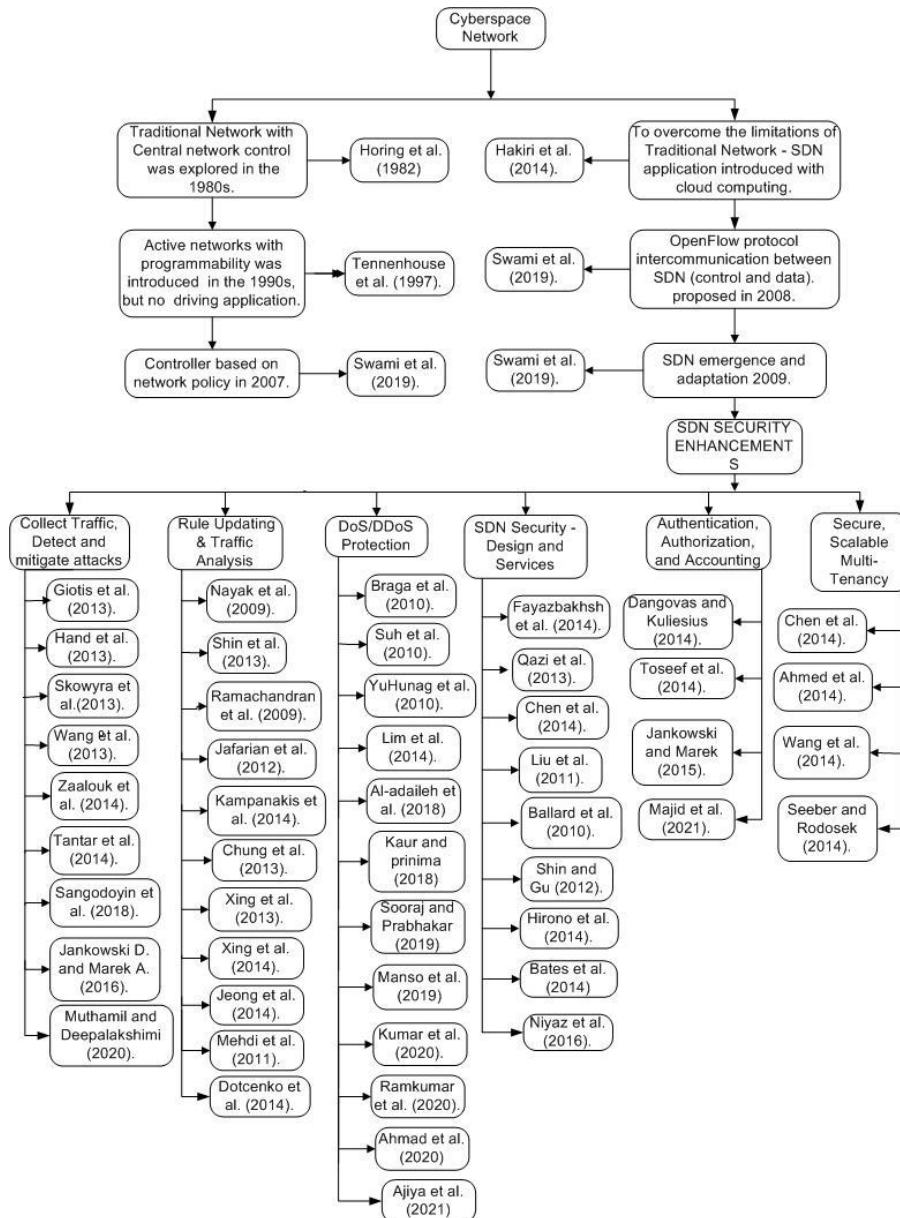 Cyberspace
Network
Traditional Network with
Central network control
was explored in the
1980s.
Horing et al.
(1982)
Hakiri et al.
(2014).
To overcome the limitations of
Traditional Network - SDN
application introduced with
cloud computing.
Active networks with
programmability was
introduced in the 1990s,
but no driving application.
Tennenhouse
et al. (1997).
Swami et al.
(2019).
OpenFlow protocol
intercommunication between
SDN (control and data).
proposed in 2008.
Controller based on
network policy in 2007.
Swami et al.
(2019).
Swami et al.
(2019).
SDN emergence and
adaptation 2009.
SDN SECURITY
ENHANCEMENT
S
Collect Traffic,
Detect and
mitigate attacks
Giotis et al.
(2013).
Hand et al.
(2013).
Skowyra et
al.(2013).
Wang et al.
(2013).
Zaalouk et
al. (2014).
Tantar et al.
(2014).
Sangodoyin et
al. (2018).
Jankowski D.
and Marek A.
(2016).
Muthamil and
Deepalakshimi
(2020).
Rule Updating
& Traffic
Analysis
Nayak et al.
(2009).
Shin et al.
(2013).
Ramachandran
et al. (2009).
Jafarian et al.
(2012).
Kampanakis et
al. (2014).
Chung et al.
(2013).
Xing et al.
(2013).
Xing et al.
(2014).
Jeong et al.
(2014).
Mehdi et al.
(2011).
Dotcenko et
al. (2014).
DoS/DDoS
Protection
Braga et al.
(2010).
Suh et al.
(2010).
YuHunag et
al. (2010).
Lim et al.
(2014).
Al-adaileh et
al. (2018)
Kaur and
prinima
(2018)
Sooraj and
Prabhakar
(2019)
Manso et al.
(2019)
Kumar et al.
(2020).
Ramkumar
et al. (2020).
Ahmad et al.
(2020)
Ajiya et al.
(2021)
SDN Security -
Design and
Services
Fayazbakhsh
et al. (2014).
Qazi et al.
(2013).
Chen et al.
(2014).
Liu et al.
(2011).
Ballard et al.
(2010).
Shin and
Gu (2012).
Hirono et al.
(2014).
Bates et al.
(2014)
Niyaz et al.
(2016).
Authentication,
Authorization,
and Accounting
Dangovas and
Kuliesius
(2014).
Toseef et al.
(2014).
Jankowski
and Marek
(2015).
Majid et al.
(2021).
Secure,
Scalable
Multi-
Tenancy
Chen et al.
(2014).
Ahmed et al.
(2014).
Wang et al.
(2014).
Seeber and
Rodosek
(2014).